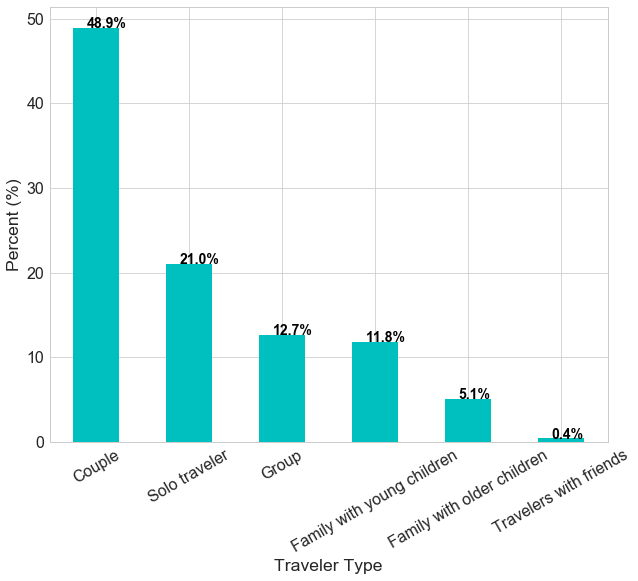 50
40
30
20
10
0
Percent (%)
48.9%
21.0%
12.7%
11.8%
5.1%
0.4%
Couple
Solo traveler
Group
Family with young children
Family with older children
Travelers with friends
Traveler Type